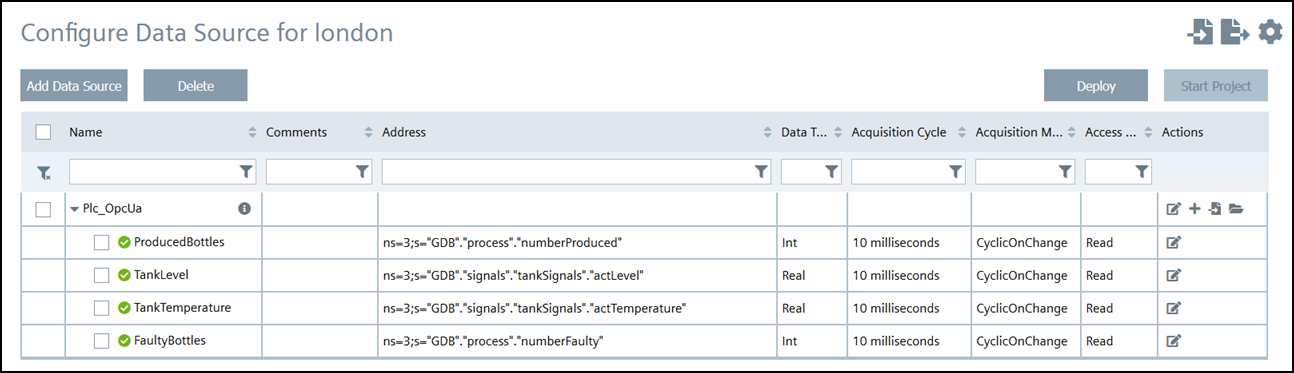 Configure Data Source for london
Add Data Source Delete Deploy Start Project
Name Comments Address Data T... Acquisition Cycle Acquisition M... Access ... Actions
Plc_OpcUa
ProducedBottles ns=3;s="GDB"."process"."numberProduced" Int 10 milliseconds CyclicOnChange Read
TankLevel ns=3;s="GDB"."signals"."tankSignals"."actLevel" Real 10 milliseconds CyclicOnChange Read
TankTemperature ns=3;s="GDB"."signals"."tankSignals"."actTemperature" Real 10 milliseconds CyclicOnChange Read
FaultyBottles ns=3;s="GDB"."process"."numberFaulty" Int 10 milliseconds CyclicOnChange Read